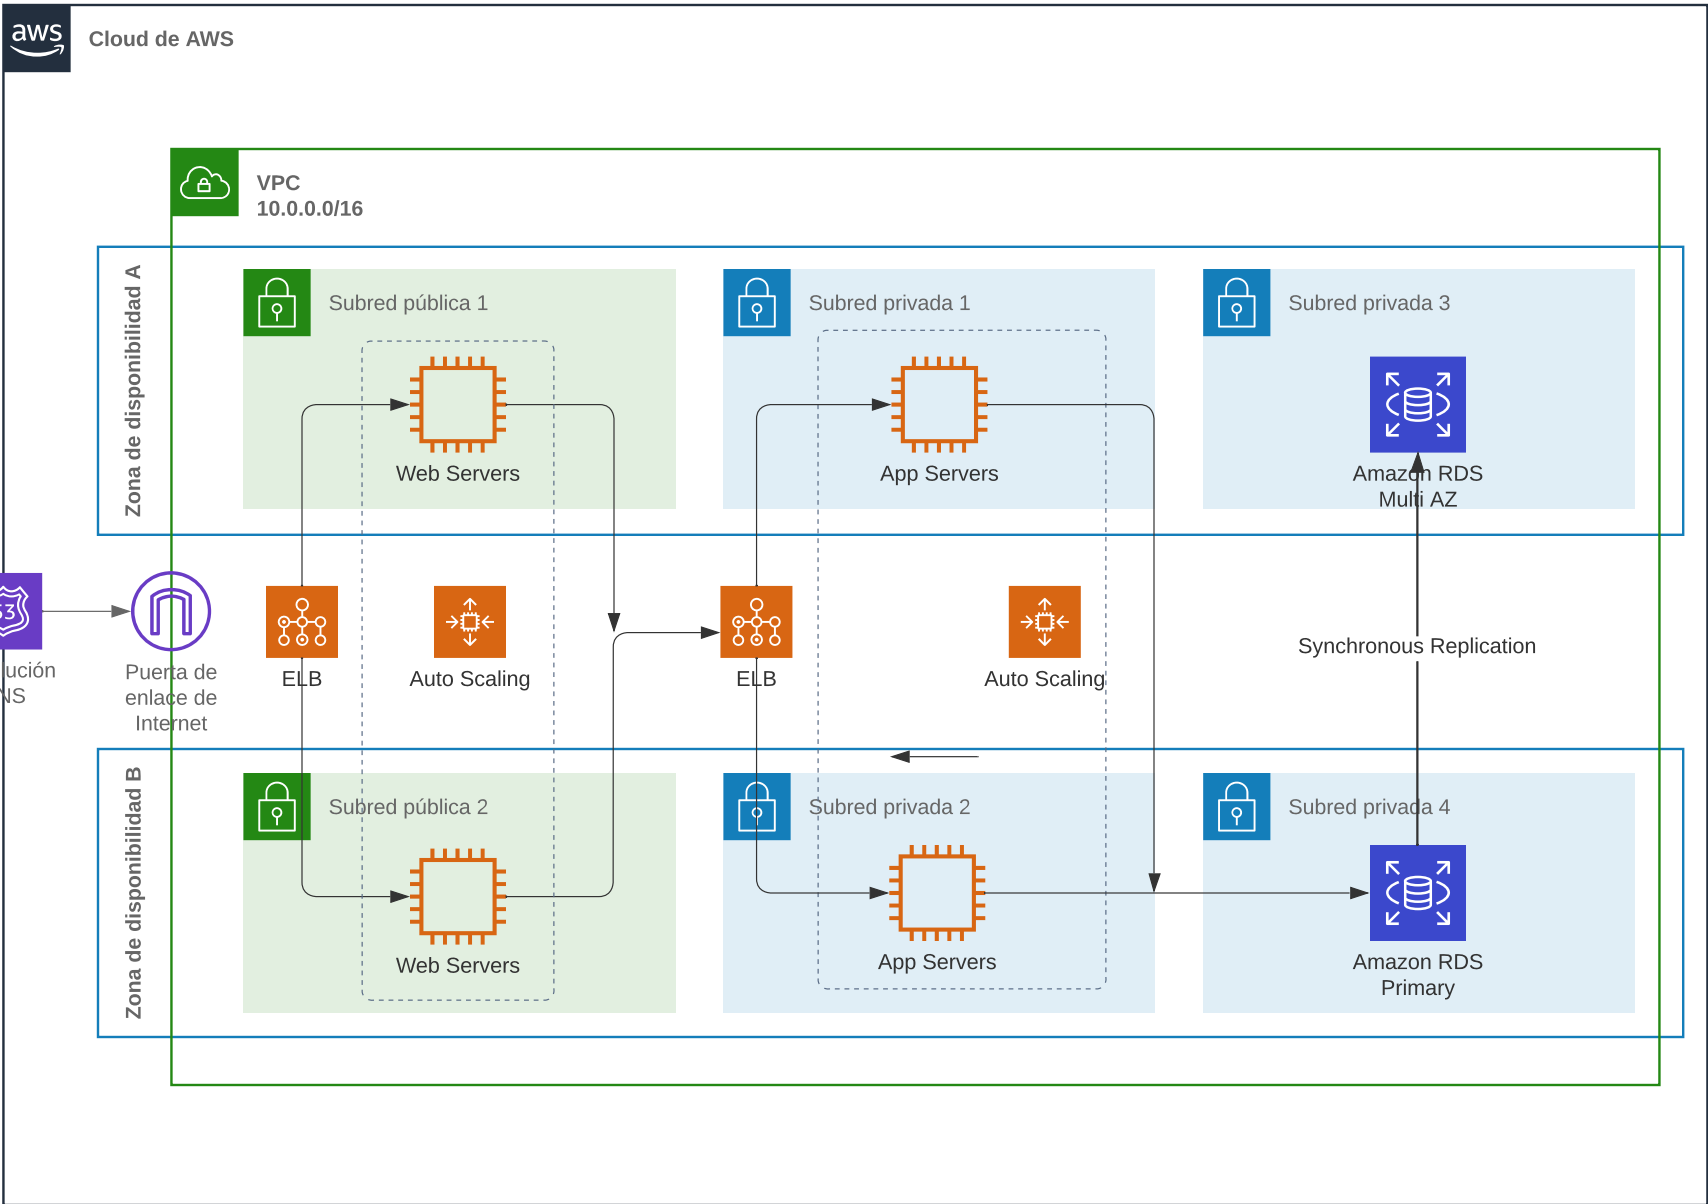 aws
Cloud de AWS
VPC
10.0.0.0/16
Zona de disponibilidad A
Subred pública 1
Subred privada 1
Subred privada 3
Web Servers
App Servers
Amazon RDS
Multi AZ
53
ución
NS
Puerta de
enlace de
Internet
ELB
Auto Scaling
ELB
Auto Scaling
Synchronous Replication
Zona de disponibilidad B
Subred pública 2
Subred privada 2
Subred privada 4
Web Servers
App Servers
Amazon RDS
Primary